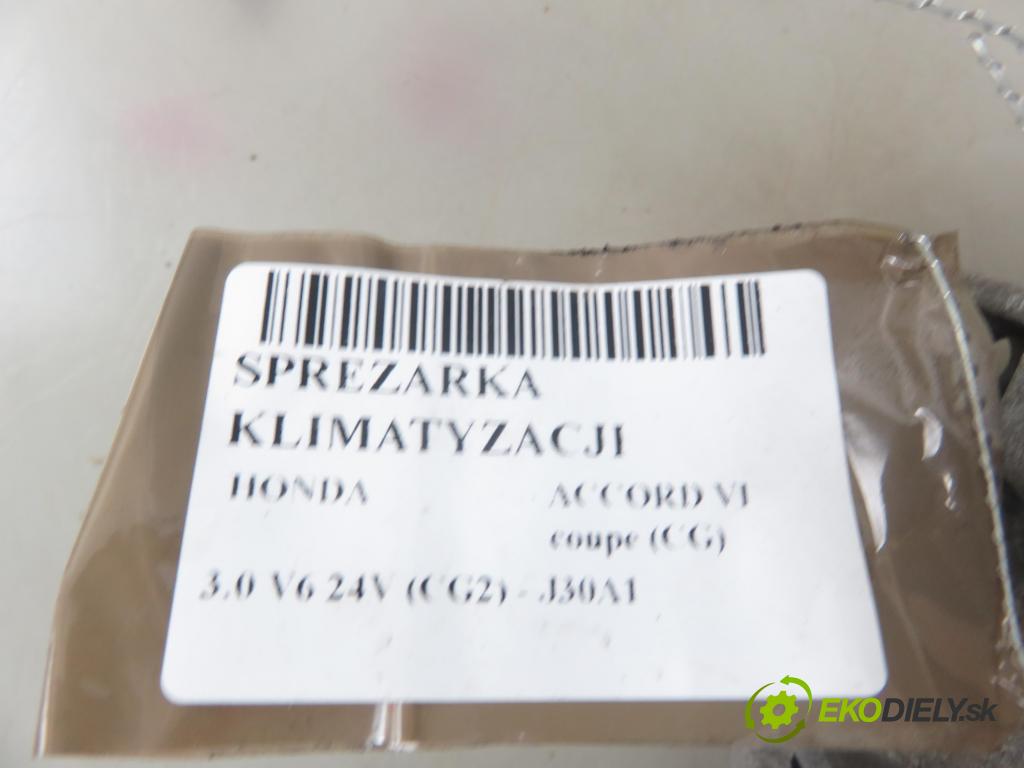 SPREZARKA
KLIMATYZACJI
HONDA ACCORD VI
coupe (CG)
3.0 V6 24V (CG2) - J30A1
EKODIELY.sk